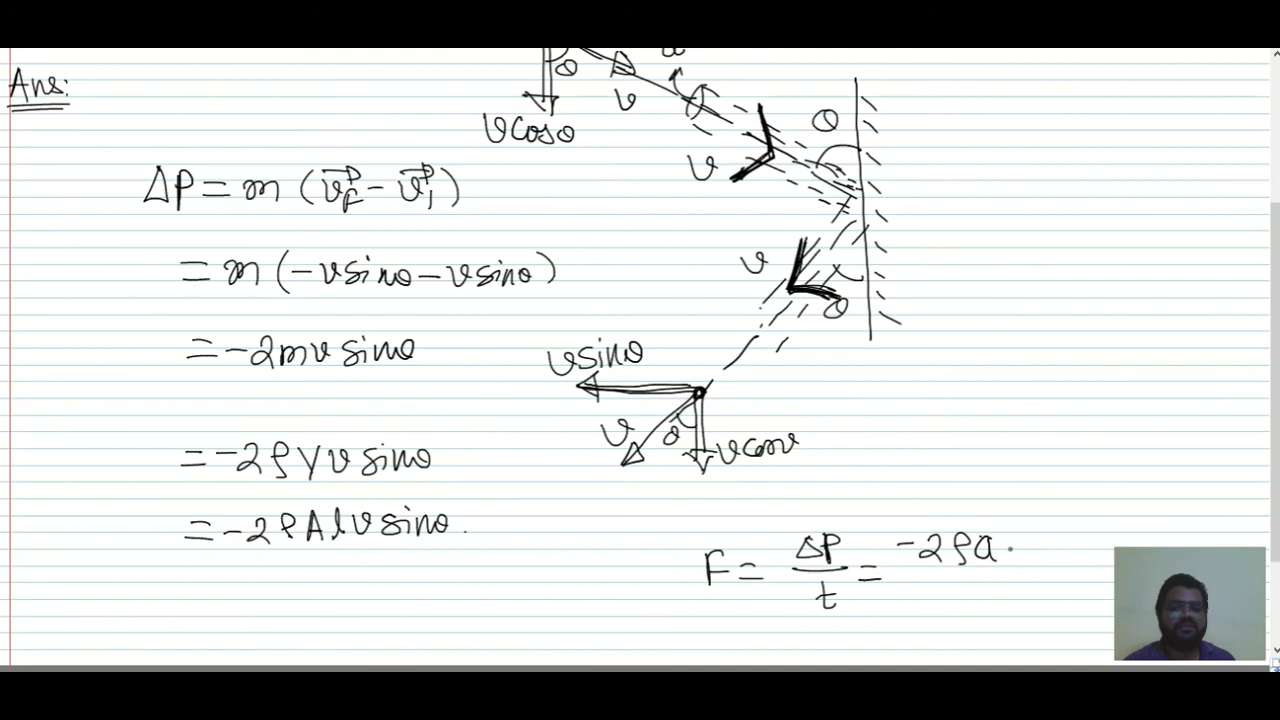 Ans:
θ
v
a
v cosθ
θ
v
ΔP = m (v⃗F - v⃗I)
v
= m (-v sinθ - v sinθ)
θ
= -2mv sinθ
v sinθ
v
θ
v cosθ
= -2ρVv sinθ
= -2ρAlv sinθ.
F = ΔP/t = -2ρa